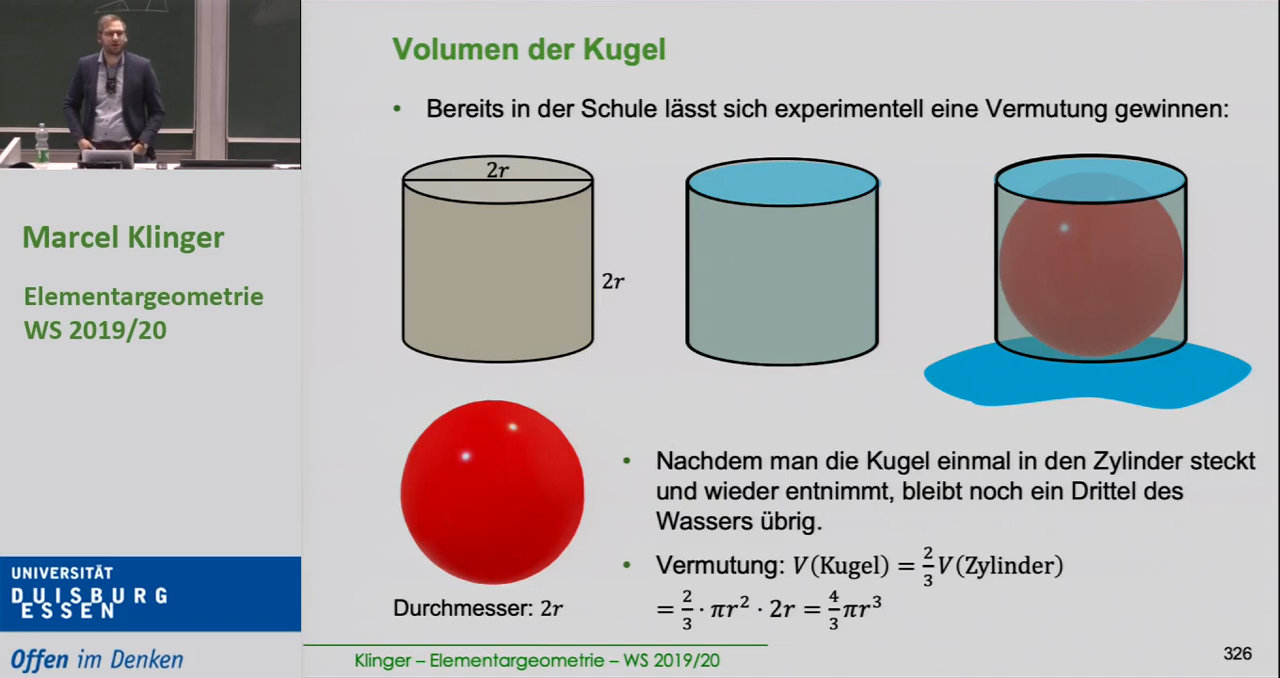 Volumen der Kugel
• Bereits in der Schule lässt sich experimentell eine Vermutung gewinnen:
2r
2r
Durchmesser: 2r
• Nachdem man die Kugel einmal in den Zylinder steckt
und wieder entnimmt, bleibt noch ein Drittel des
Wassers übrig.
• Vermutung: V(Kugel) = 2/3 V(Zylinder)
= 2/3 · πr² · 2r = 4/3 πr³
Klinger – Elementargeometrie – WS 2019/20
326
Marcel Klinger
Elementargeometrie
WS 2019/20
UNIVERSITÄT
DUISBURG
ESSEN
Offen im Denken